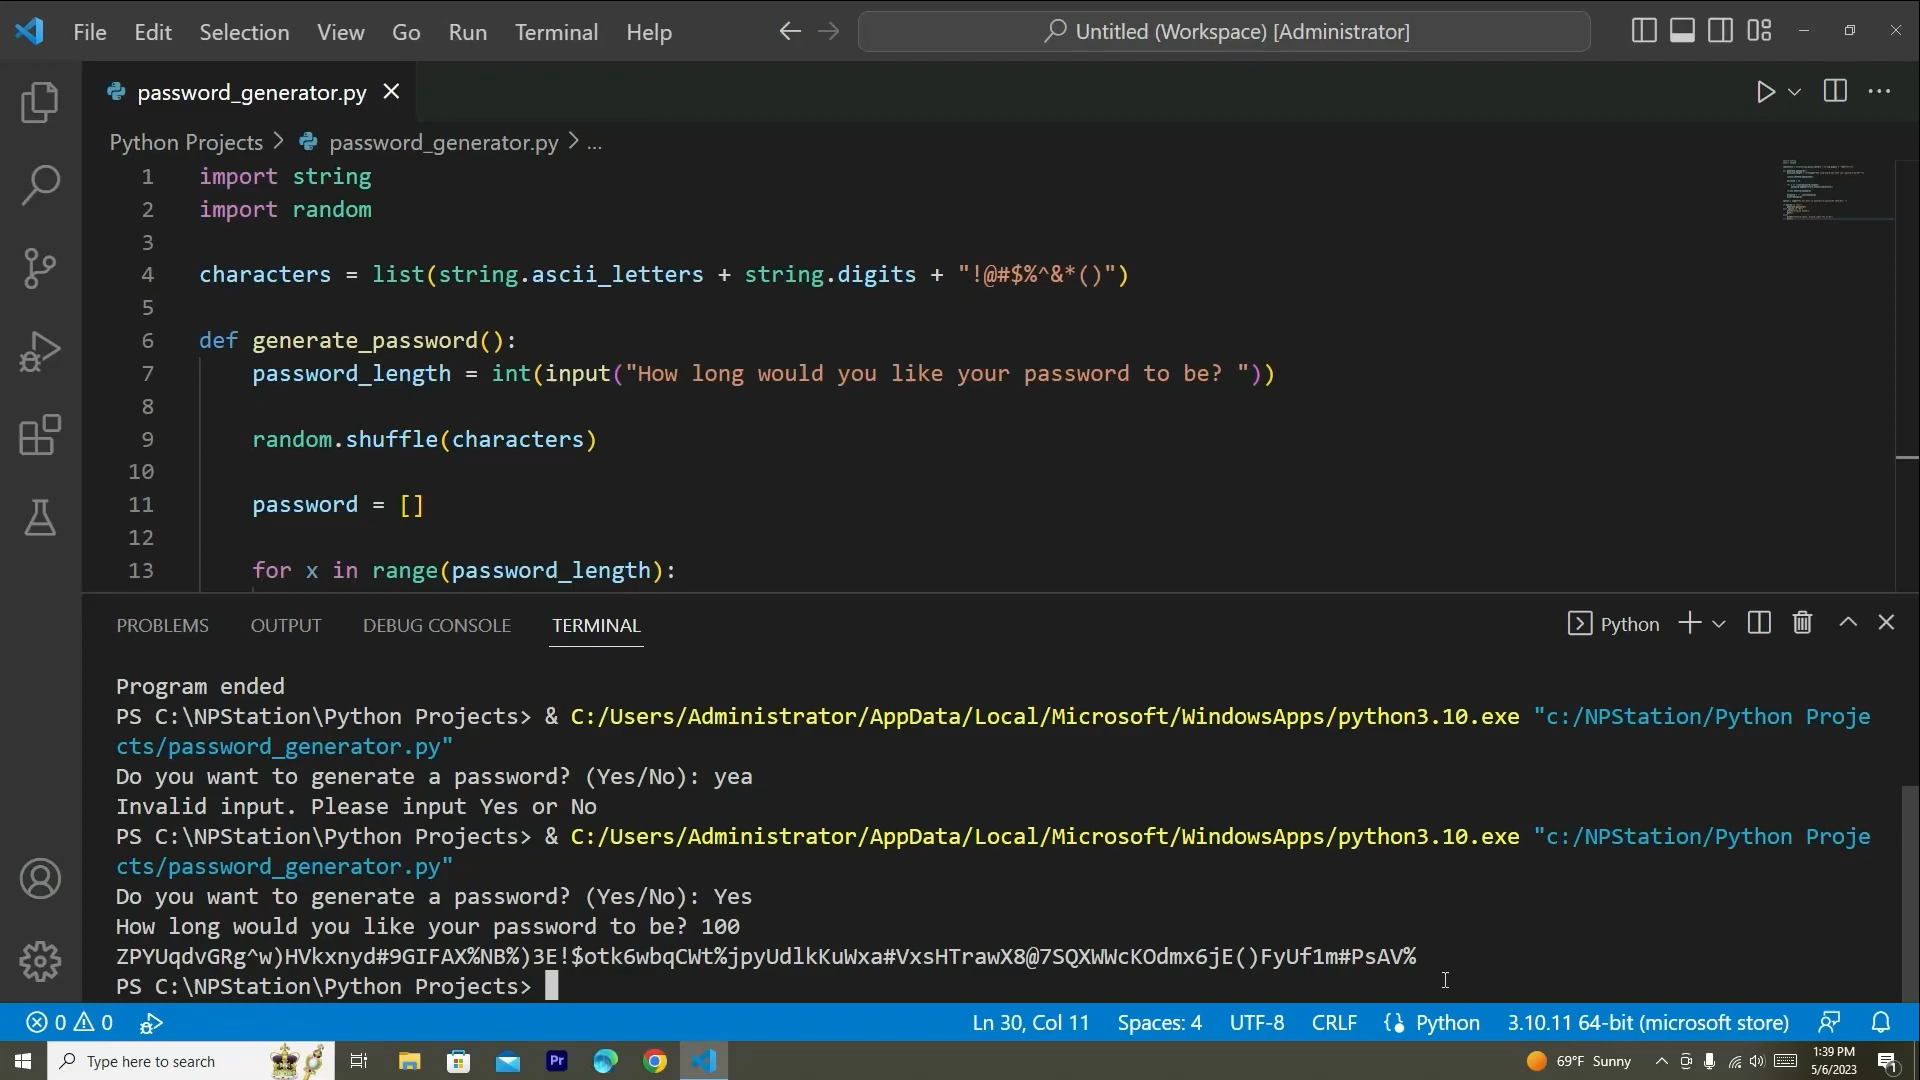 File Edit Selection View Go Run Terminal Help
Untitled (Workspace) [Administrator]
password_generator.py
Python Projects > password_generator.py > ...
1 import string
2 import random
3
4 characters = list(string.ascii_letters + string.digits + "!@#$%^&*()")
5
6 def generate_password():
7 password_length = int(input("How long would you like your password to be? "))
8
9 random.shuffle(characters)
10
11 password = []
12
13 for x in range(password_length):
PROBLEMS OUTPUT DEBUG CONSOLE TERMINAL
Python
Program ended
PS C:\NPStation\Python Projects> & C:/Users/Administrator/AppData/Local/Microsoft/WindowsApps/python3.10.exe "c:/NPStation/Python Proje
cts/password_generator.py"
Do you want to generate a password? (Yes/No): yea
Invalid input. Please input Yes or No
PS C:\NPStation\Python Projects> & C:/Users/Administrator/AppData/Local/Microsoft/WindowsApps/python3.10.exe "c:/NPStation/Python Proje
cts/password_generator.py"
Do you want to generate a password? (Yes/No): Yes
How long would you like your password to be? 100
ZPYUqdvGRg^w)HVkxnyd#9GIFAX%NB%)3E!$otk6wbqCWt%jpyUdlkKuWxa#VxsHTrawX8@7SQXWWcKOdmx6jE()FyUf1m#PsAV%
PS C:\NPStation\Python Projects>
0 0
Ln 30, Col 11 Spaces: 4 UTF-8 CRLF Python 3.10.11 64-bit (microsoft store)
Type here to search
Pr
69°F Sunny
1:39 PM
5/6/2023
1